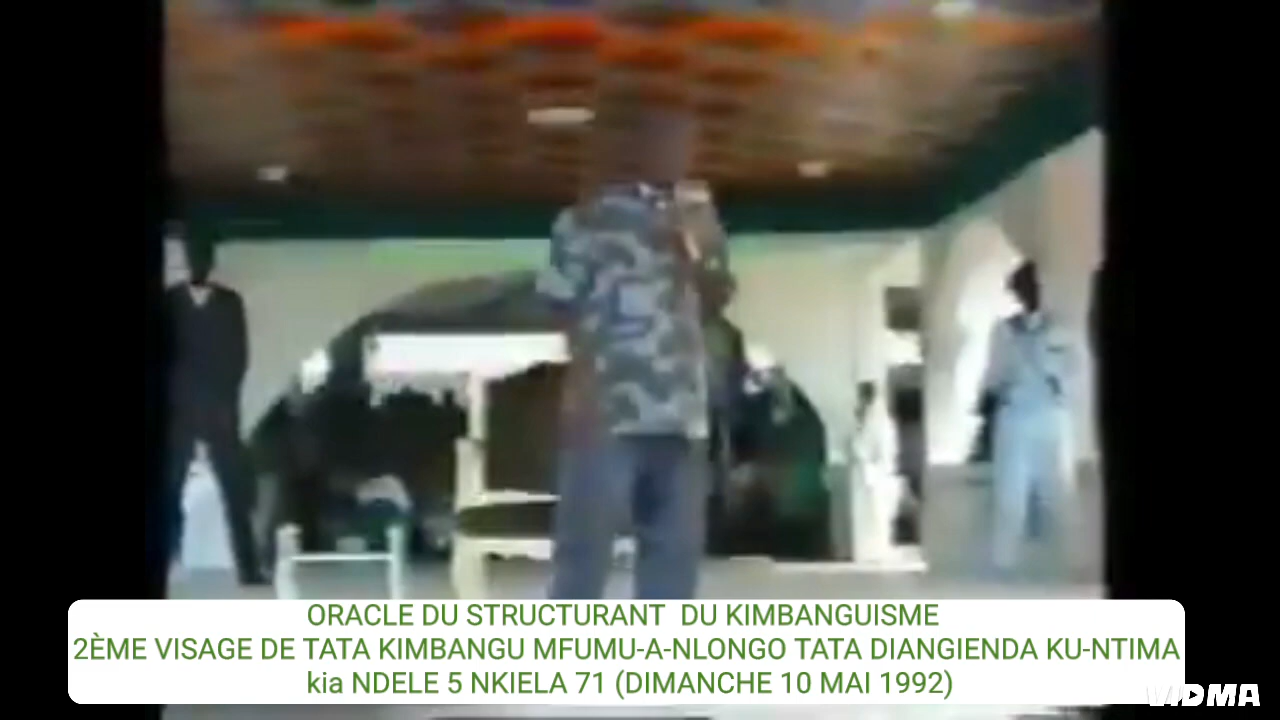 ORACLE DU STRUCTURANT DU KIMBANGUISME
2ÈME VISAGE DE TATA KIMBANGU MFUMU-A-NLONGO TATA DIANGIENDA KU-NTIMA
kia NDELE 5 NKIELA 71 (DIMANCHE 10 MAI 1992)
VIDMA